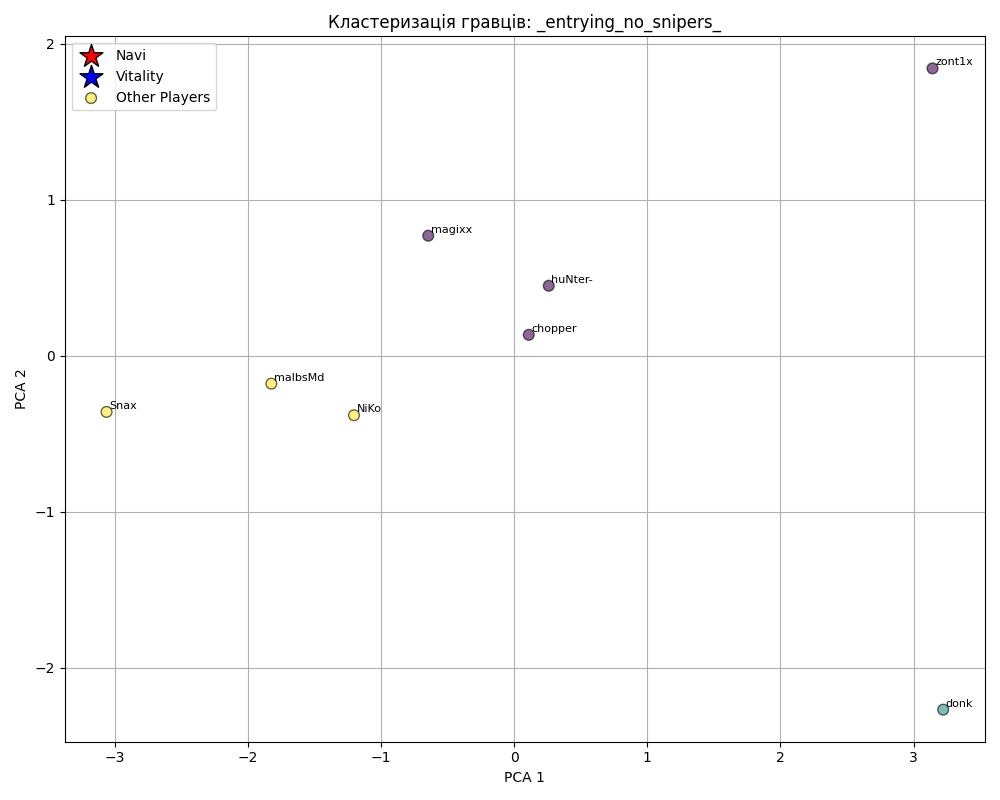 Кластеризація гравців: _entrying_no_snipers_
Navi
Vitality
Other Players
zont1x
magixx
huNter-
chopper
malbsMd
NiKo
Snax
donk
2
1
0
−1
−2
PCA 2
−3
−2
−1
0
1
2
3
PCA 1